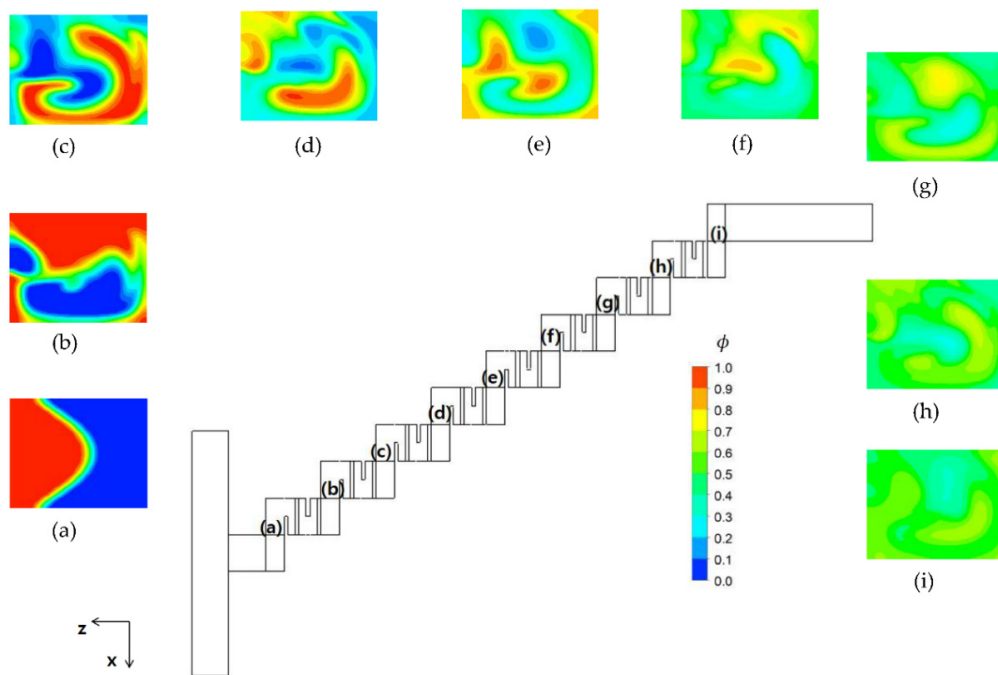 (c)
(d)
(e)
(f)
(g)
(b)
(a)
(h)
(i)
(i)
(h)
(g)
(f)
(e)
(d)
(c)
(b)
(a)
ϕ
1.0
0.9
0.8
0.7
0.6
0.5
0.4
0.3
0.2
0.1
0.0
z
x